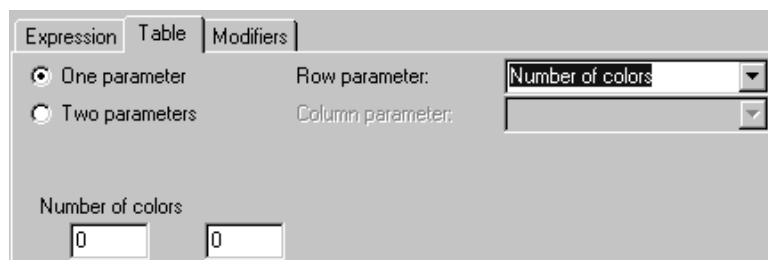 Expression Table Modifiers
One parameter Row parameter: Number of colors
Two parameters Column parameter:
Number of colors
0 0